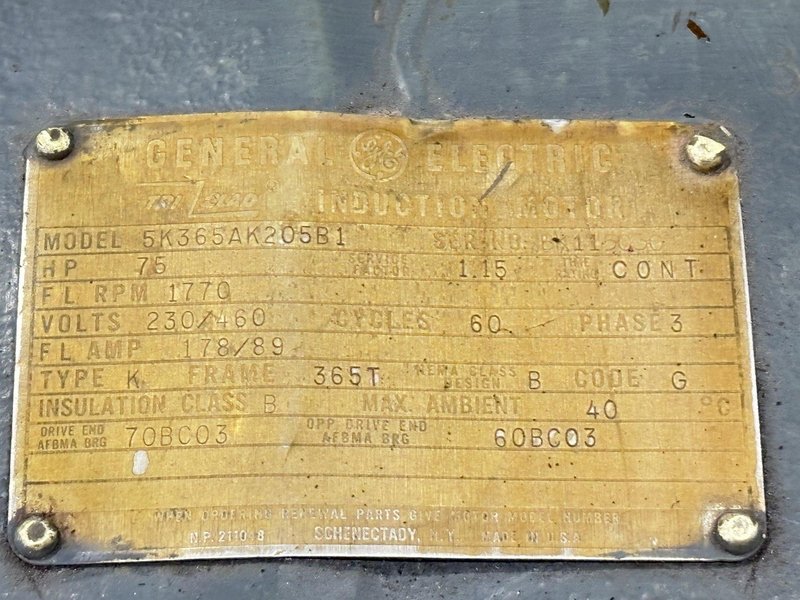 GENERAL GE ELECTRIC
TRI CLAD ® INDUCTION MOTOR
MODEL 5K365AK205B1 SER. NO.
HP 75 SERVICE FACTOR 1.15 TIME CONT
FL RPM 1770
VOLTS 230/460 CYCLES 60 PHASE 3
FL AMP 178/89
TYPE K FRAME 365T NEMA CLASS DESIGN B CODE G
INSULATION CLASS B MAX. AMBIENT 40 °C
DRIVE END AFBMA BRG 70BC03 OPP. DRIVE END AFBMA BRG 60BC03
WHEN ORDERING RENEWAL PARTS GIVE MOTOR MODEL NUMBER
N.P. 2110 8 SCHENECTADY, N.Y. MADE IN U.S.A.